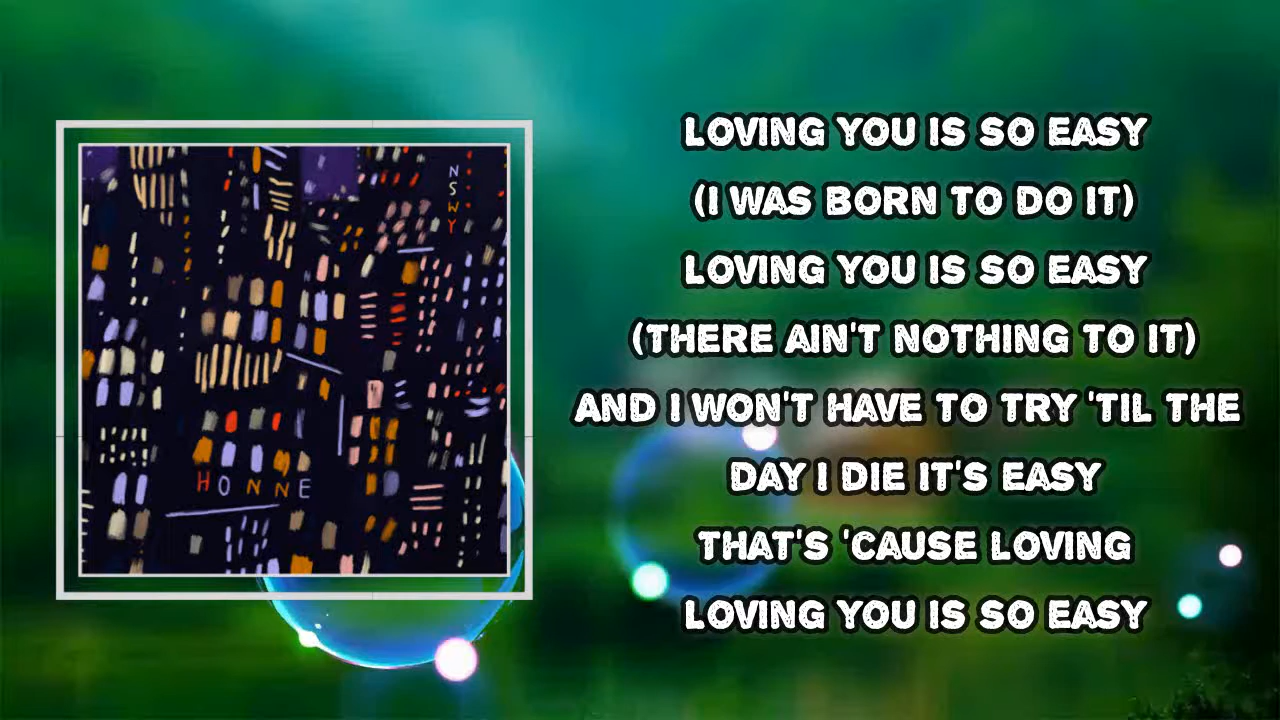 NSWY
HONNE
LOVING YOU IS SO EASY
(I WAS BORN TO DO IT)
LOVING YOU IS SO EASY
(THERE AIN'T NOTHING TO IT)
AND I WON'T HAVE TO TRY 'TIL THE
DAY I DIE IT'S EASY
THAT'S 'CAUSE LOVING
LOVING YOU IS SO EASY